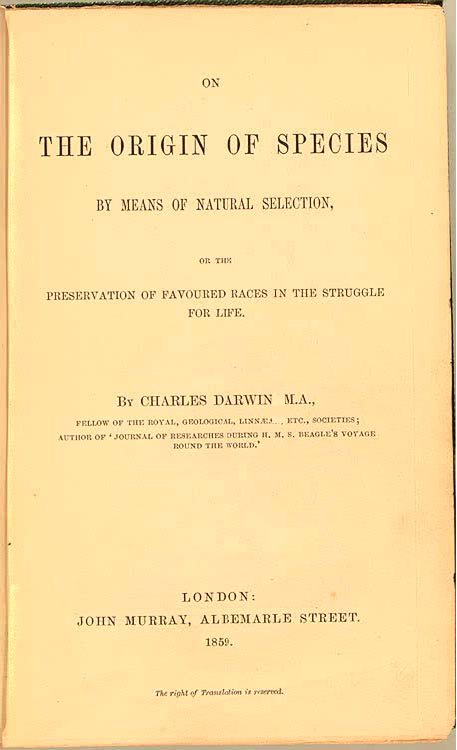 ON
THE ORIGIN OF SPECIES
BY MEANS OF NATURAL SELECTION,
OR THE
PRESERVATION OF FAVOURED RACES IN THE STRUGGLE
FOR LIFE.
BY CHARLES DARWIN M.A.,
FELLOW OF THE ROYAL, GEOLOGICAL, ETC., SOCIETIES;
AUTHOR OF ‘JOURNAL OF RESEARCHES DURING H. M. S. BEAGLE'S VOYAGE
ROUND THE WORLD.’
LONDON:
JOHN MURRAY, ALBEMARLE STREET.
1859.
The right of Translation is reserved.